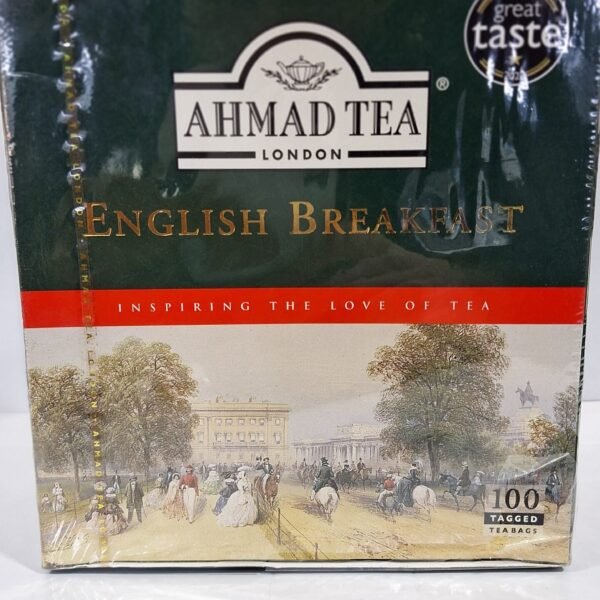 great
taste
AHMAD TEA®
LONDON
ENGLISH BREAKFAST
INSPIRING THE LOVE OF TEA
100
TAGGED
TEABAGS